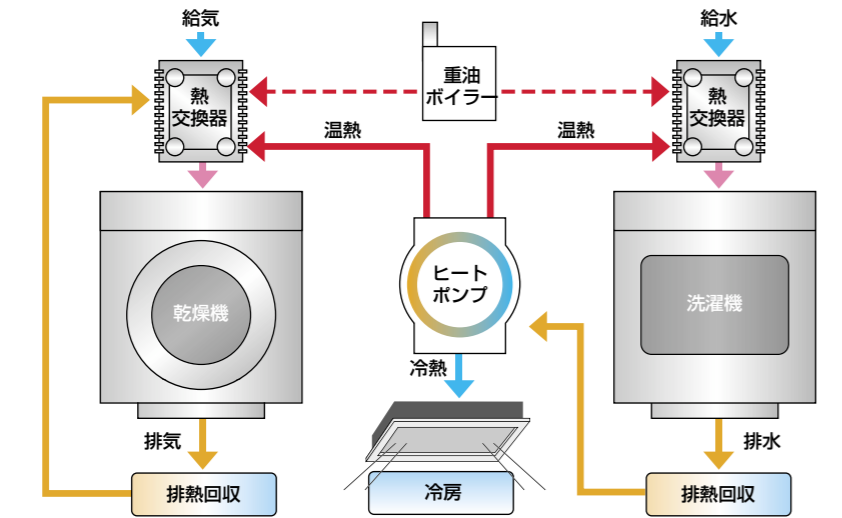 給気
給水
重油
ボイラー
熱
交換器
熱
交換器
温熱
温熱
ヒート
ポンプ
乾燥機
洗濯機
冷熱
排気
排水
排熱回収
冷房
排熱回収